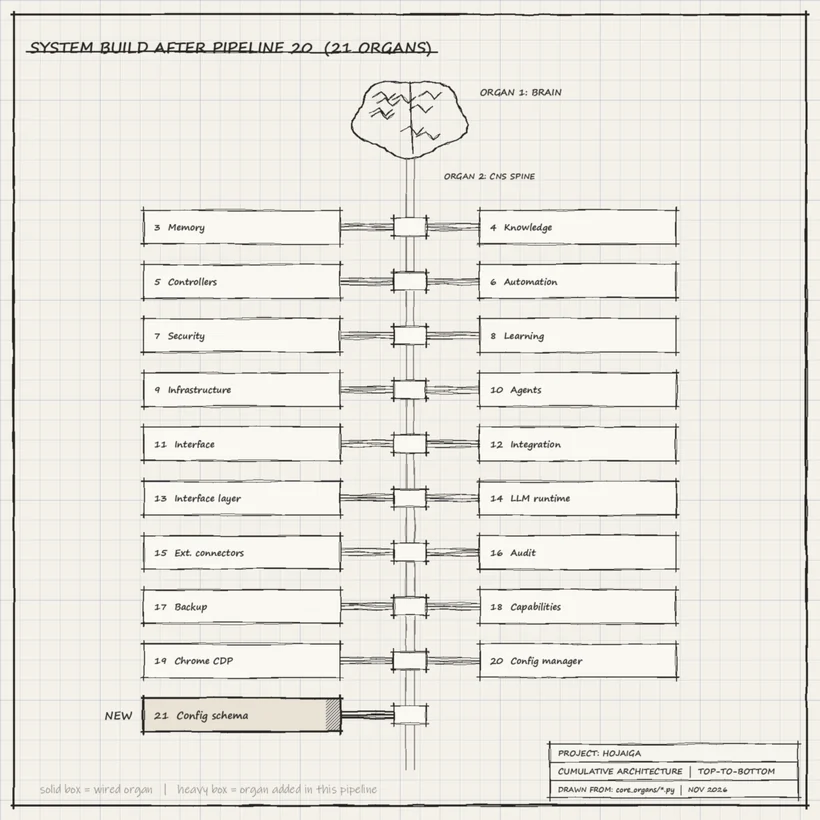 SYSTEM BUILD AFTER PIPELINE 20 (21 ORGANS)
ORGAN 1: BRAIN
ORGAN 2: CNS SPINE
3 Memory
4 Knowledge
5 Controllers
6 Automation
7 Security
8 Learning
9 Infrastructure
10 Agents
11 Interface
12 Integration
13 Interface layer
14 LLM runtime
15 Ext. connectors
16 Audit
17 Backup
18 Capabilities
19 Chrome CDP
20 Config manager
NEW
21 Config schema
PROJECT: HOJAIGA
CUMULATIVE ARCHITECTURE | TOP-TO-BOTTOM
DRAWN FROM: core_organs/*.py | NOV 2026
solid box = wired organ | heavy box = organ added in this pipeline